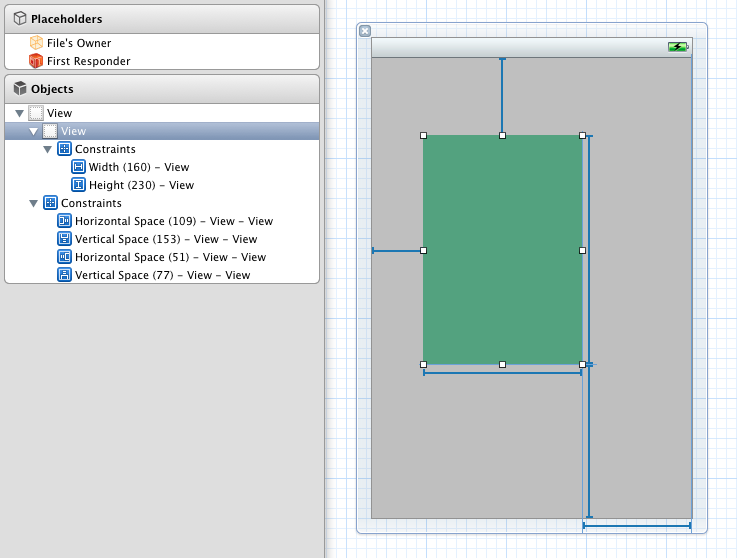 Placeholders
File's Owner
First Responder
Objects
View
View
Constraints
Width (160) – View
Height (230) – View
Constraints
Horizontal Space (109) – View – View
Vertical Space (153) – View – View
Horizontal Space (51) – View – View
Vertical Space (77) – View – View